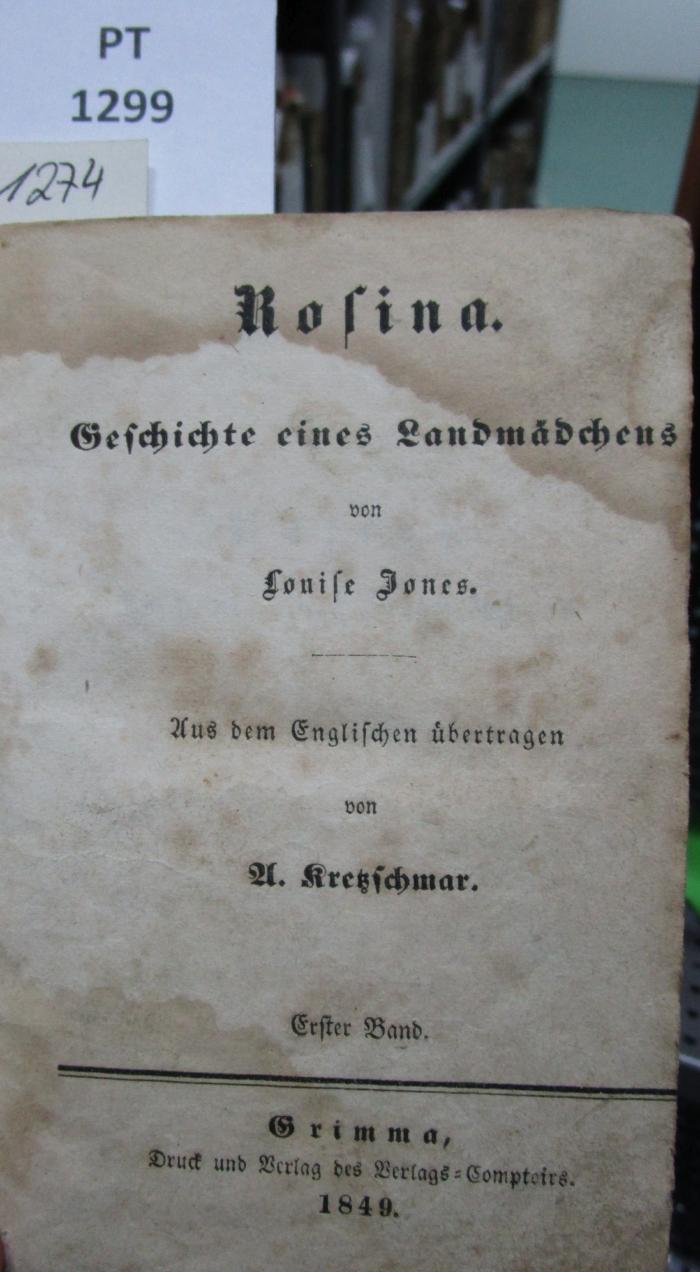 PT
1299
1274
Roſina.
Geſchichte eines Landmädchens
von
Louiſe Jones.
Aus dem Engliſchen übertragen
von
A. Kretzſchmar.
Erſter Band.
Grimma,
Druck und Verlag des Verlags=Comptoirs.
1849.